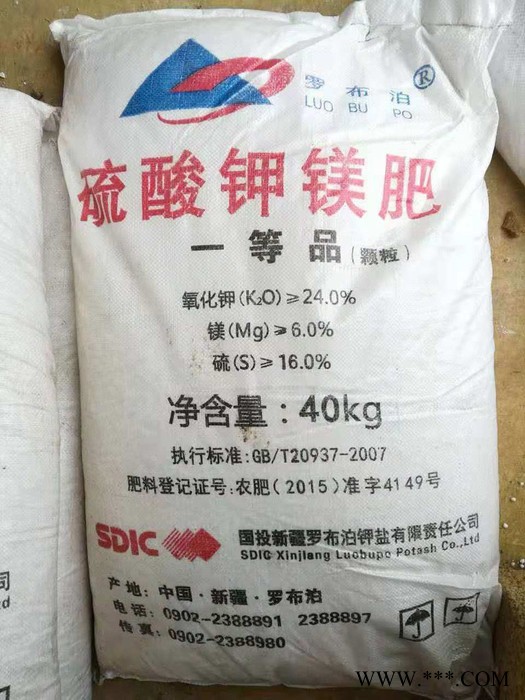 罗布泊®
LUO BU PO
硫酸钾镁肥
一等品(颗粒)
氧化钾(K₂O)≥24.0%
镁(Mg)≥6.0%
硫(S)≥16.0%
净含量:40kg
执行标准:GB/T20937-2007
肥料登记证号:农肥(2015)准字4149号
SDIC
国投新疆罗布泊钾盐有限责任公司
SDIC Xinjiang Luobupo Potash Co.,Ltd
产地:中国·新疆·罗布泊
电话:0902-2388891 2388897
传真:0902-2388980
司
Ltd
WWW.***.COM